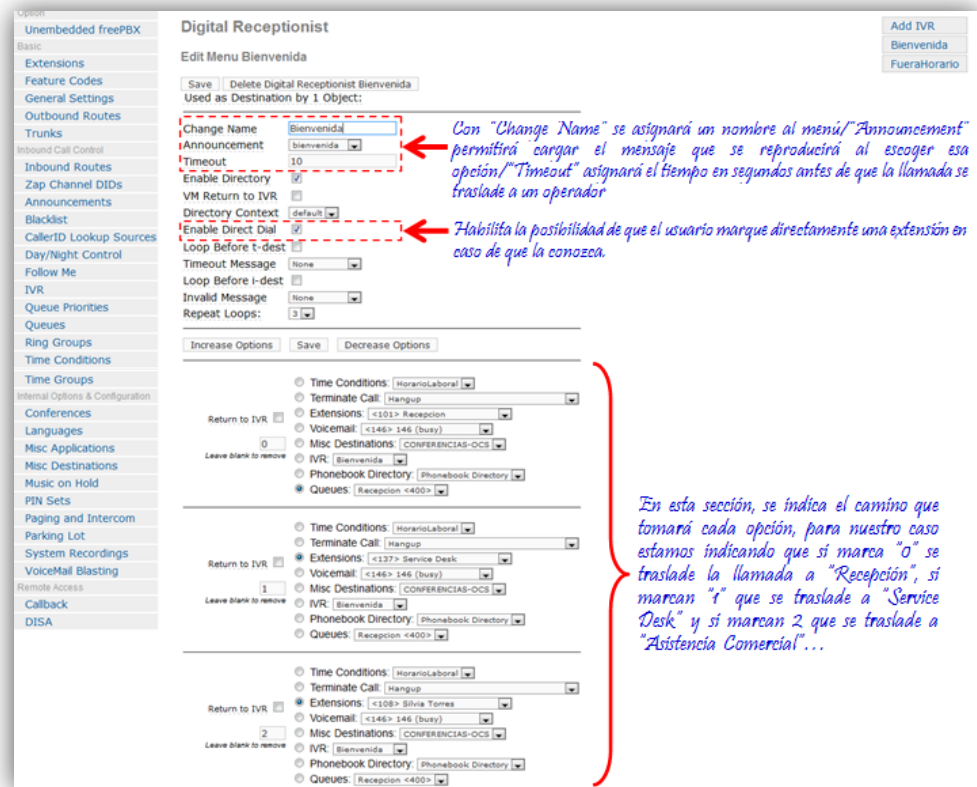 Option
Unembedded freePBX
Basic
Extensions
Feature Codes
General Settings
Outbound Routes
Trunks
Inbound Call Control
Inbound Routes
Zap Channel DIDs
Announcements
Blacklist
CallerID Lookup Sources
Day/Night Control
Follow Me
IVR
Queue Priorities
Queues
Ring Groups
Time Conditions
Time Groups
Internal Options & Configuration
Conferences
Languages
Misc Applications
Misc Destinations
Music on Hold
PIN Sets
Paging and Intercom
Parking Lot
System Recordings
VoiceMail Blasting
Remote Access
Callback
DISA
Digital Receptionist
Edit Menu Bienvenida
Save Delete Digital Receptionist Bienvenida
Used as Destination by 1 Object:
Change Name Bienvenida
Announcement bienvenida
Timeout 10
Enable Directory
VM Return to IVR
Directory Context default
Enable Direct Dial
Loop Before t-dest
Timeout Message None
Loop Before i-dest
Invalid Message None
Repeat Loops: 3
Increase Options Save Decrease Options
Time Conditions: HorarioLaboral
Terminate Call: Hangup
Extensions: <101> Recepcion
Return to IVR
Voicemail: <146> 146 (busy)
0
Misc Destinations: CONFERENCIAS-OCS
Leave blank to remove
IVR: Bienvenida
Phonebook Directory: Phonebook Directory
Queues: Recepcion <400>
Time Conditions: HorarioLaboral
Terminate Call: Hangup
Extensions: <137> Service Desk
Return to IVR
Voicemail: <146> 146 (busy)
1
Misc Destinations: CONFERENCIAS-OCS
Leave blank to remove
IVR: Bienvenida
Phonebook Directory: Phonebook Directory
Queues: Recepcion <400>
Time Conditions: HorarioLaboral
Terminate Call: Hangup
Extensions: <108> Silvia Torres
Return to IVR
Voicemail: <146> 146 (busy)
2
Misc Destinations: CONFERENCIAS-OCS
Leave blank to remove
IVR: Bienvenida
Phonebook Directory: Phonebook Directory
Queues: Recepcion <400>
Add IVR
Bienvenida
FueraHorario
Con "Change Name" se asignará un nombre al menú/"Announcement"
permitirá cargar el mensaje que se reproducirá al escoger esa
opción/"Timeout" asignará el tiempo en segundos antes de que la llamada se
traslade a un operador
Habilita la posibilidad de que el usuario marque directamente una extensión en
caso de que la conozca.
En esta sección, se indica el camino que
tomará cada opción, para nuestro caso
estamos indicando que si marca "0" se
traslade la llamada a "Recepción", si
marcan "1" que se traslade a "Service
Desk" y si marcan 2 que se traslade a
"Asistencia Comercial"...